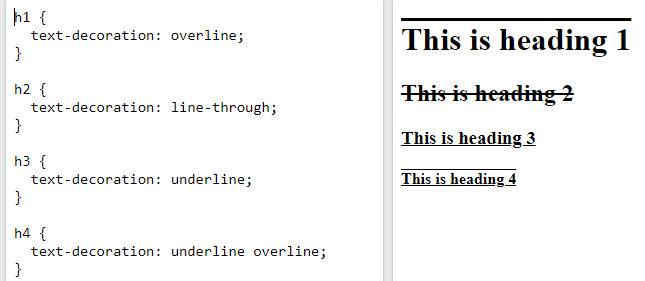 h1 {
  text-decoration: overline;
}
h2 {
  text-decoration: line-through;
}
h3 {
  text-decoration: underline;
}
h4 {
  text-decoration: underline overline;
}
This is heading 1
This is heading 2
This is heading 3
This is heading 4